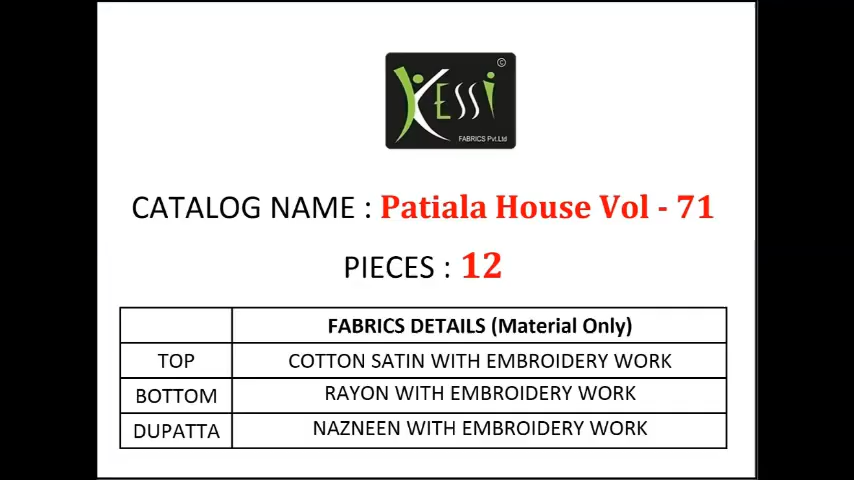 ©
KESSi
FABRICS Pvt.Ltd
CATALOG NAME : Patiala House Vol - 71
PIECES : 12
FABRICS DETAILS (Material Only)
TOP COTTON SATIN WITH EMBROIDERY WORK
BOTTOM RAYON WITH EMBROIDERY WORK
DUPATTA NAZNEEN WITH EMBROIDERY WORK